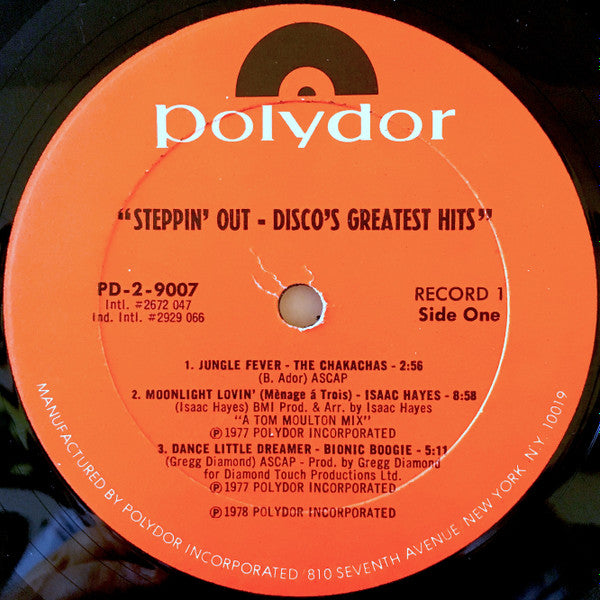 polydor
"STEPPIN' OUT - DISCO'S GREATEST HITS"
PD-2-9007
Intl. #2672 047
Ind. Intl. #2929 066
RECORD 1
Side One
1. JUNGLE FEVER - THE CHAKACHAS - 2:56
(B. Ador) ASCAP
2. MOONLIGHT LOVIN' (Mènage á Trois) - ISAAC HAYES - 8:58
(Isaac Hayes) BMI Prod. & Arr. by Isaac Hayes
"A TOM MOULTON MIX"
Ⓟ1977 POLYDOR INCORPORATED
3. DANCE LITTLE DREAMER - BIONIC BOOGIE - 5:11
(Gregg Diamond) ASCAP - Prod. by Gregg Diamond
for Diamond Touch Productions Ltd.
Ⓟ1977 POLYDOR INCORPORATED
Ⓟ1978 POLYDOR INCORPORATED
MANUFACTURED BY POLYDOR INCORPORATED/810 SEVENTH AVENUE, NEW YORK, N.Y. 10019